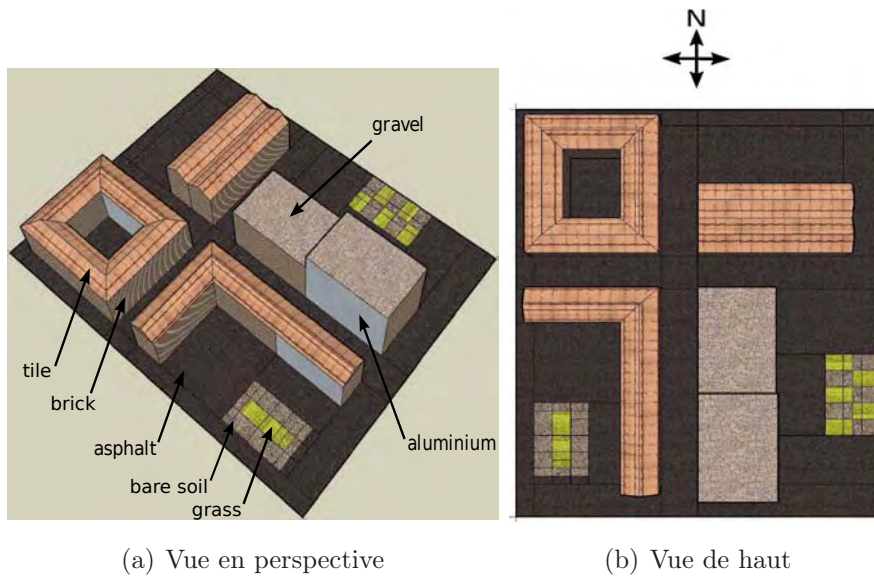 N
gravel
tile
brick
asphalt
aluminium
bare soil
grass
(a) Vue en perspective
(b) Vue de haut